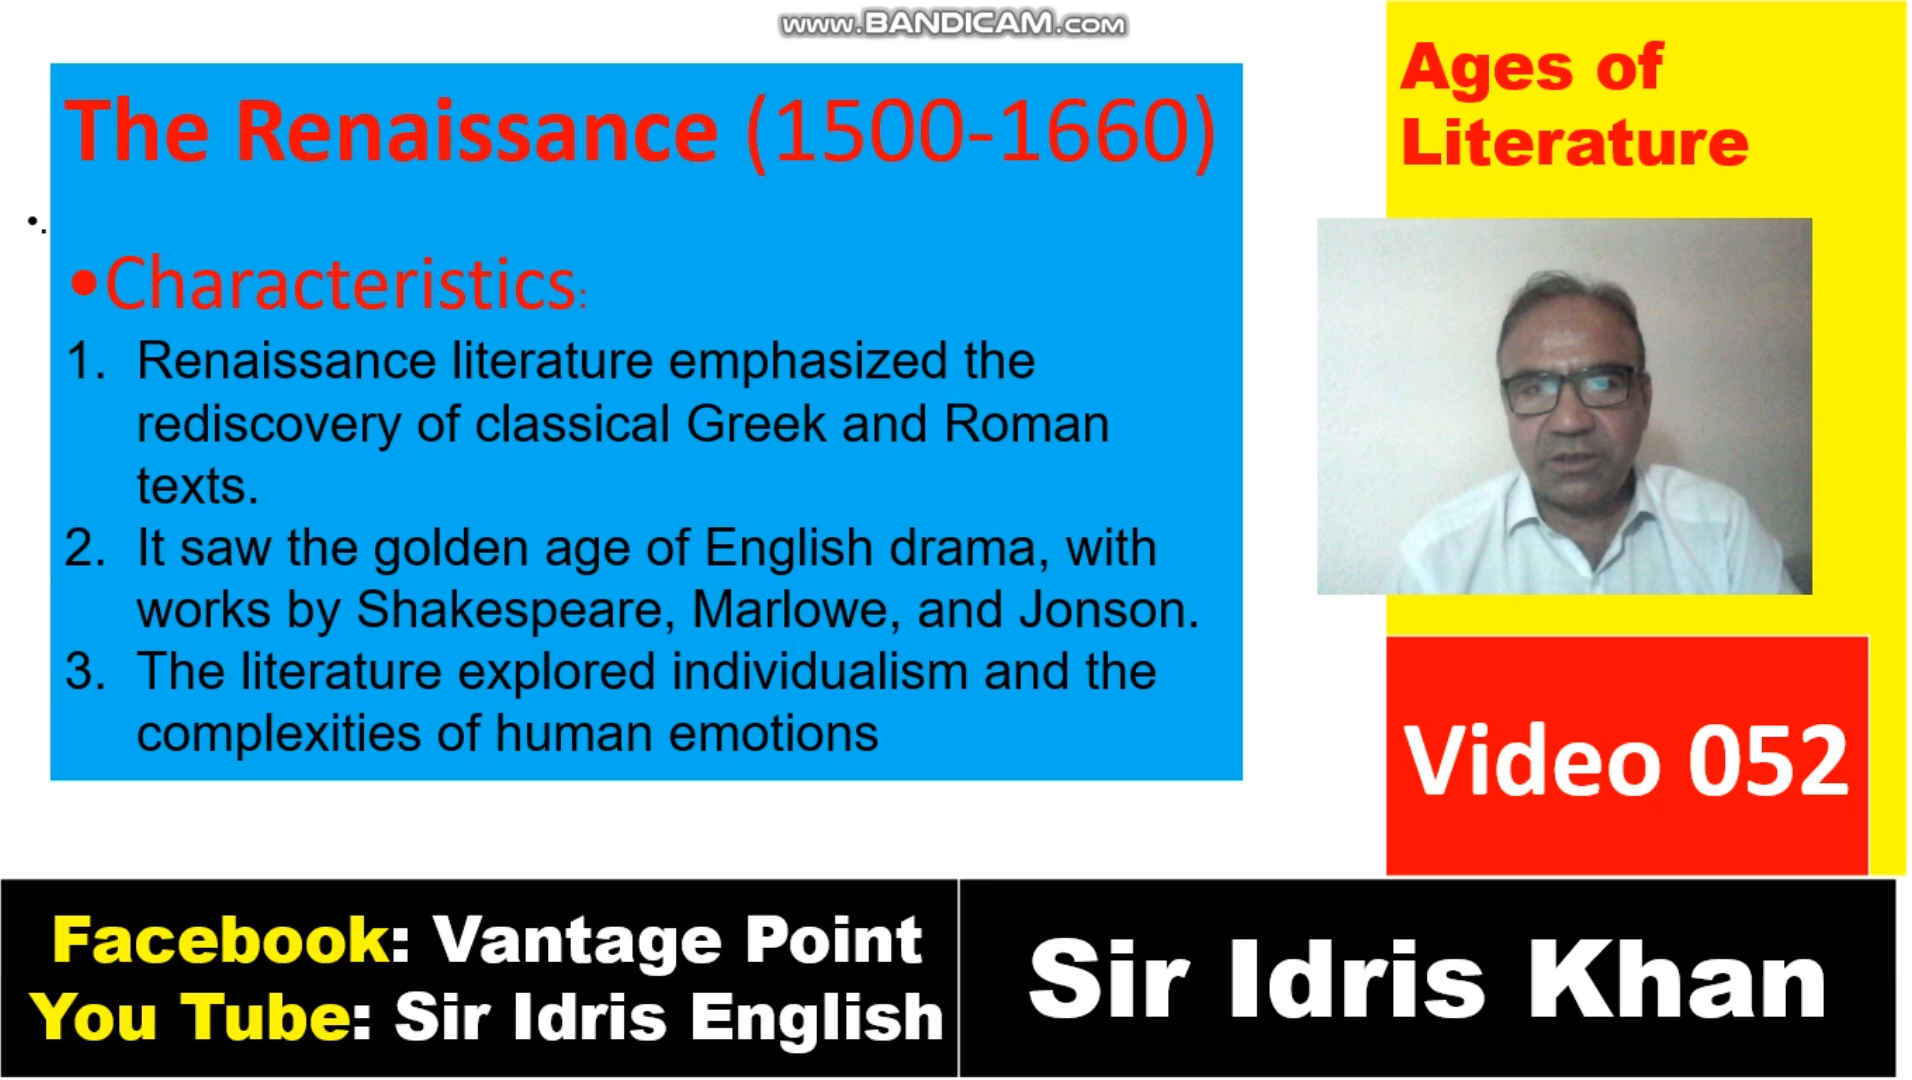 www.BANDICAM.com
The Renaissance (1500-1660)
•.
•Characteristics:
1. Renaissance literature emphasized the
rediscovery of classical Greek and Roman
texts.
2. It saw the golden age of English drama, with
works by Shakespeare, Marlowe, and Jonson.
3. The literature explored individualism and the
complexities of human emotions
Ages of
Literature
Video 052
Facebook: Vantage Point
You Tube: Sir Idris English
Sir Idris Khan